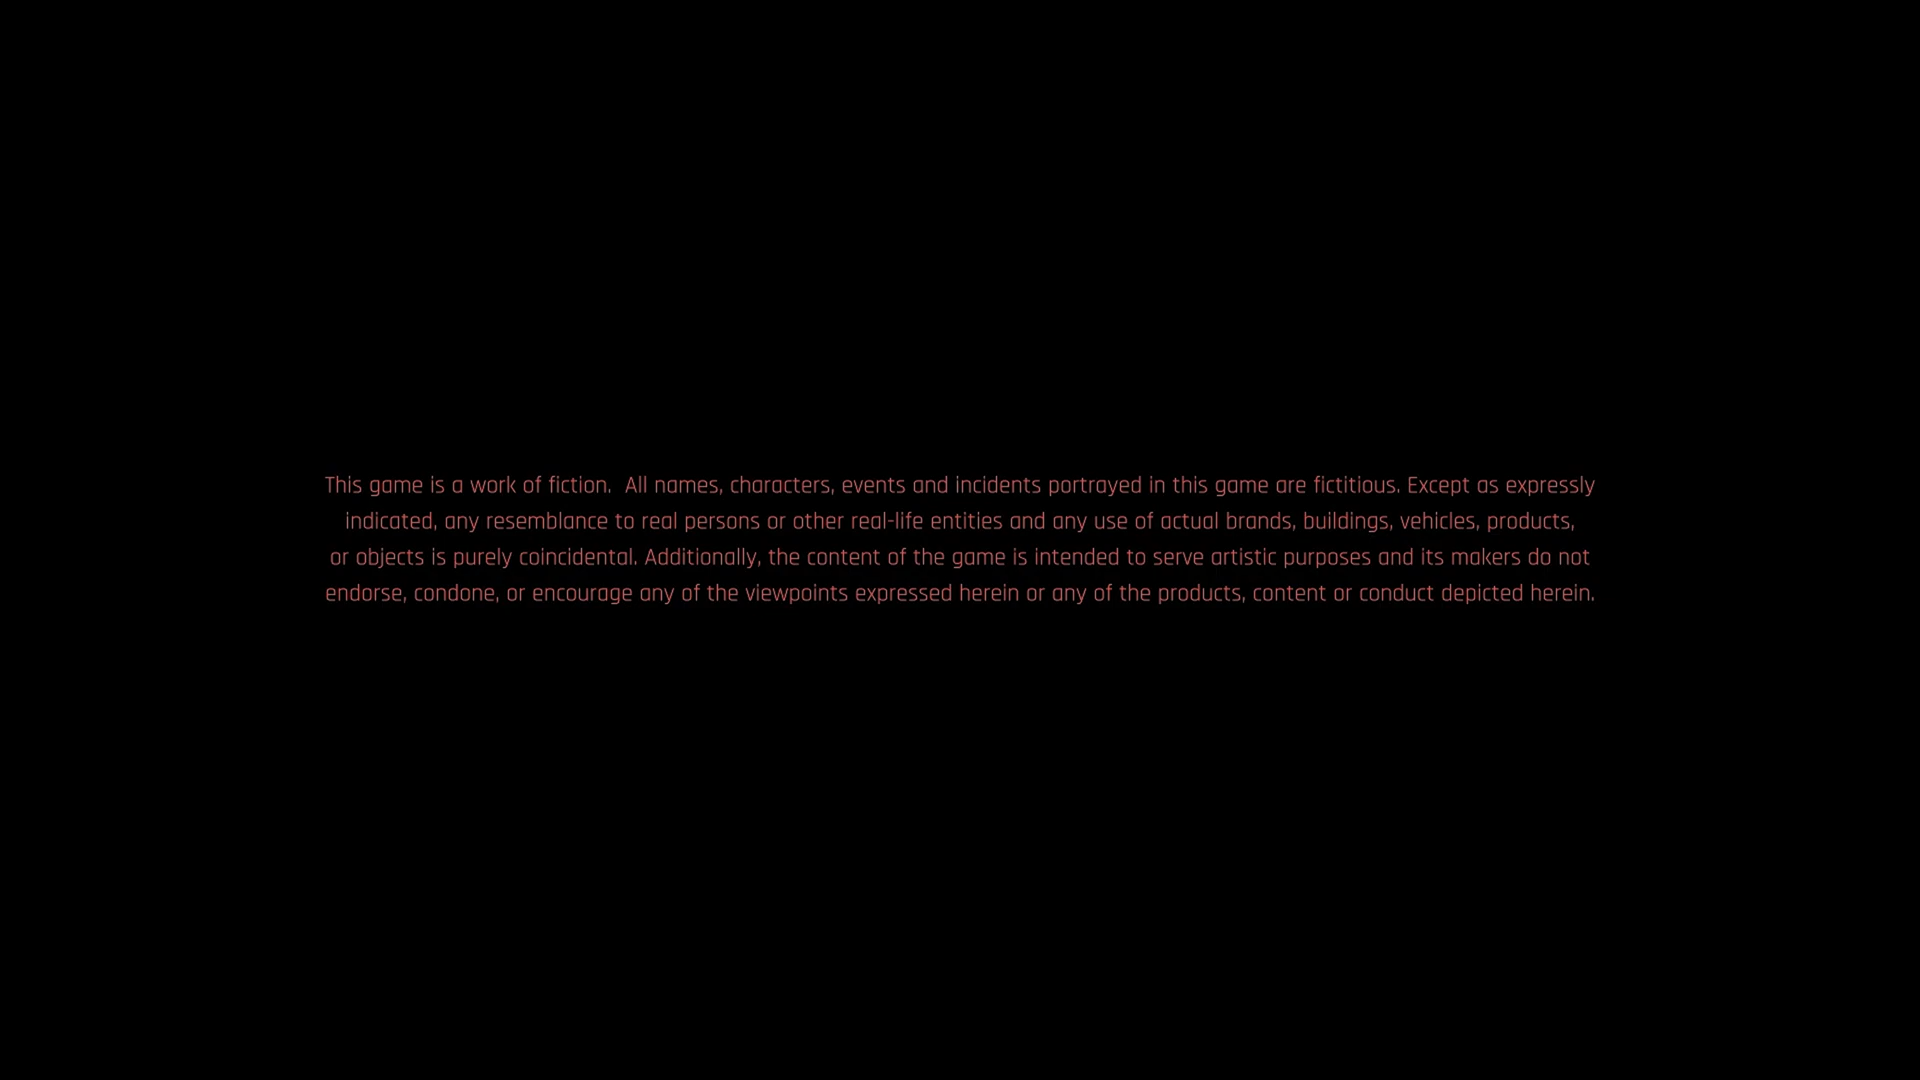 This game is a work of fiction.  All names, characters, events and incidents portrayed in this game are fictitious. Except as expressly
indicated, any resemblance to real persons or other real-life entities and any use of actual brands, buildings, vehicles, products,
or objects is purely coincidental. Additionally, the content of the game is intended to serve artistic purposes and its makers do not
endorse, condone, or encourage any of the viewpoints expressed herein or any of the products, content or conduct depicted herein.